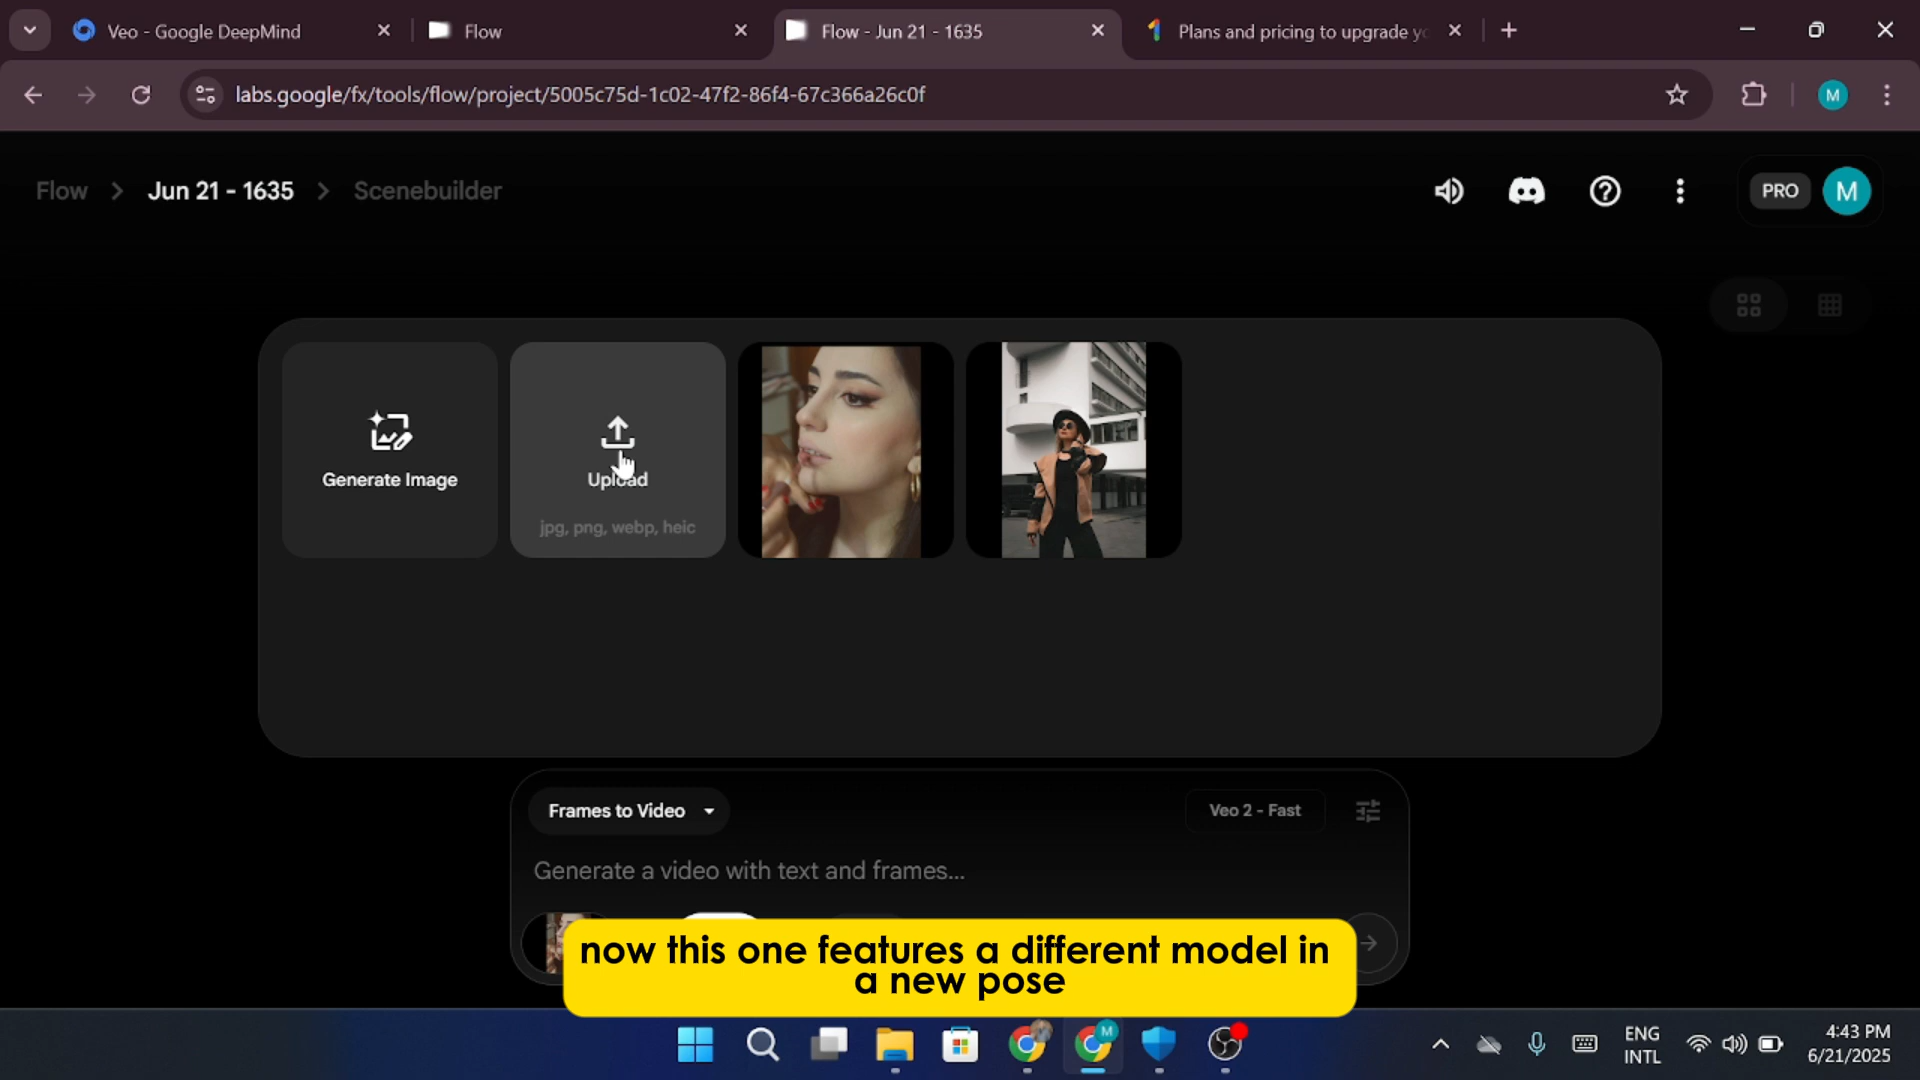 Veo - Google DeepMind
Flow
Flow - Jun 21 - 1635
Plans and pricing to upgrade yo
labs.google/fx/tools/flow/project/5005c75d-1c02-47f2-86f4-67c366a26c0f
M
Flow > Jun 21 - 1635 > Scenebuilder
PRO
M
Generate Image
Upload
jpg, png, webp, heic
Frames to Video
Veo 2 - Fast
Generate a video with text and frames...
now this one features a different model in
a new pose
M
ENG
INTL
4:43 PM
6/21/2025